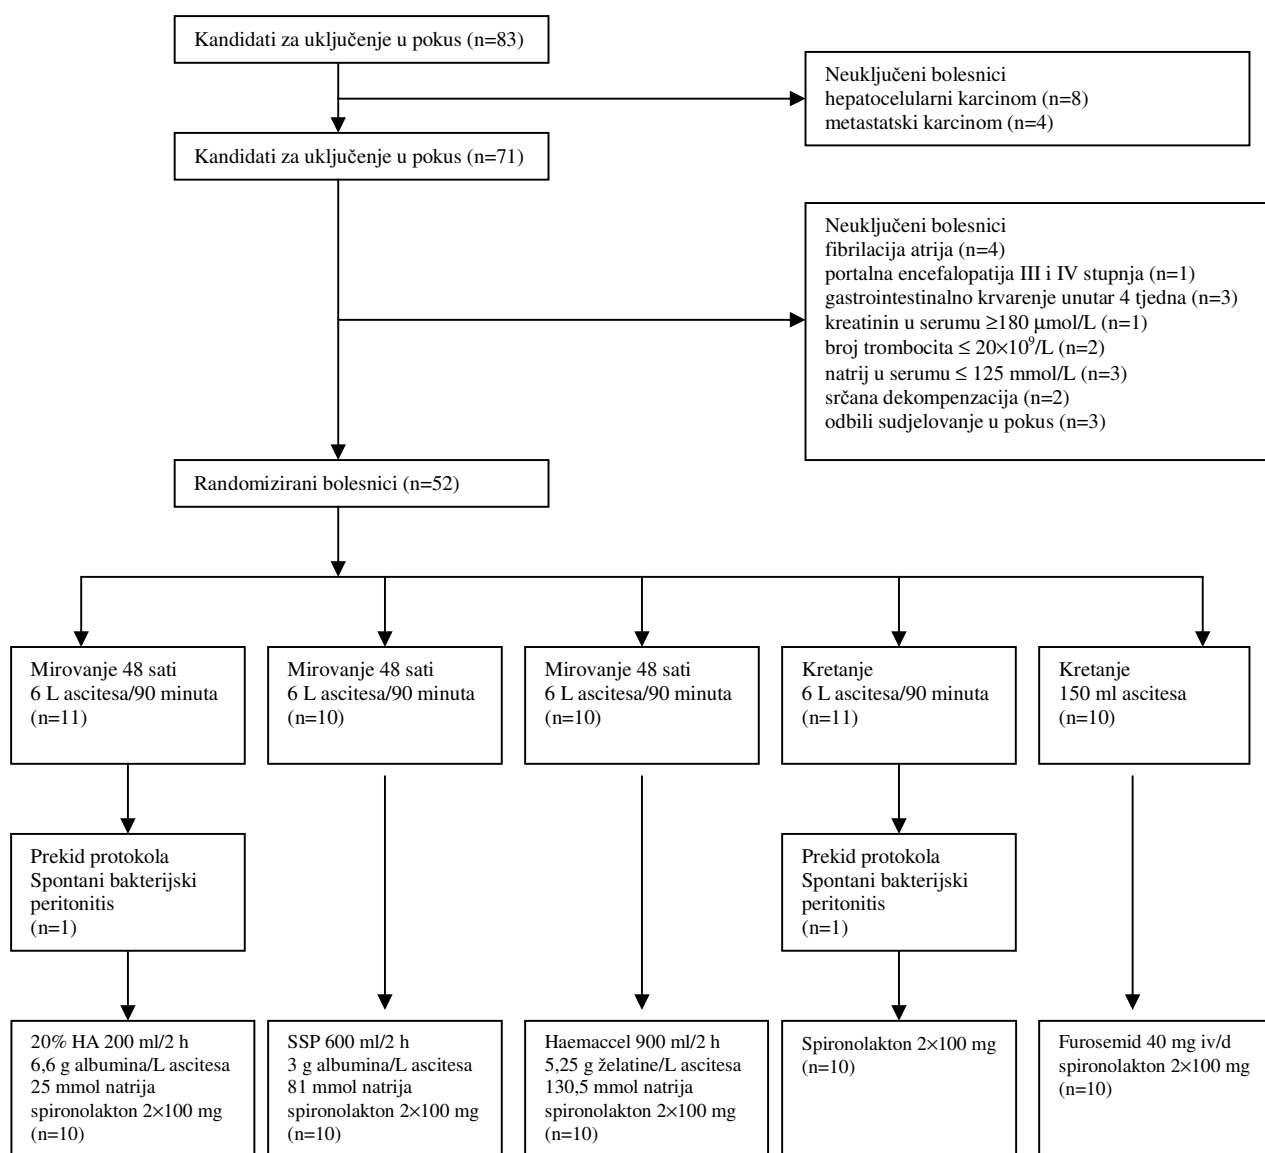 Kandidati za uključenje u pokus (n=83)
Neuključeni bolesnici
hepatocelularni karcinom (n=8)
metastatski karcinom (n=4)
Kandidati za uključenje u pokus (n=71)
Neuključeni bolesnici
fibrilacija atrija (n=4)
portalna encefalopatija III i IV stupnja (n=1)
gastrointestinalno krvarenje unutar 4 tjedna (n=3)
kreatinin u serumu ≥180 μmol/L (n=1)
broj trombocita ≤ 20×10⁹/L (n=2)
natrij u serumu ≤ 125 mmol/L (n=3)
srčana dekompenzacija (n=2)
odbili sudjelovanje u pokus (n=3)
Randomizirani bolesnici (n=52)
Mirovanje 48 sati
6 L ascitesa/90 minuta
(n=11)
Mirovanje 48 sati
6 L ascitesa/90 minuta
(n=10)
Mirovanje 48 sati
6 L ascitesa/90 minuta
(n=10)
Kretanje
6 L ascitesa/90 minuta
(n=11)
Kretanje
150 ml ascitesa
(n=10)
Prekid protokola
Spontani bakterijski
peritonitis
(n=1)
Prekid protokola
Spontani bakterijski
peritonitis
(n=1)
20% HA 200 ml/2 h
6,6 g albumina/L ascitesa
25 mmol natrija
spironolakton 2×100 mg
(n=10)
SSP 600 ml/2 h
3 g albumina/L ascitesa
81 mmol natrija
spironolakton 2×100 mg
(n=10)
Haemaccel 900 ml/2 h
5,25 g želatine/L ascitesa
130,5 mmol natrija
spironolakton 2×100 mg
(n=10)
Spironolakton 2×100 mg
(n=10)
Furosemid 40 mg iv/d
spironolakton 2×100 mg
(n=10)